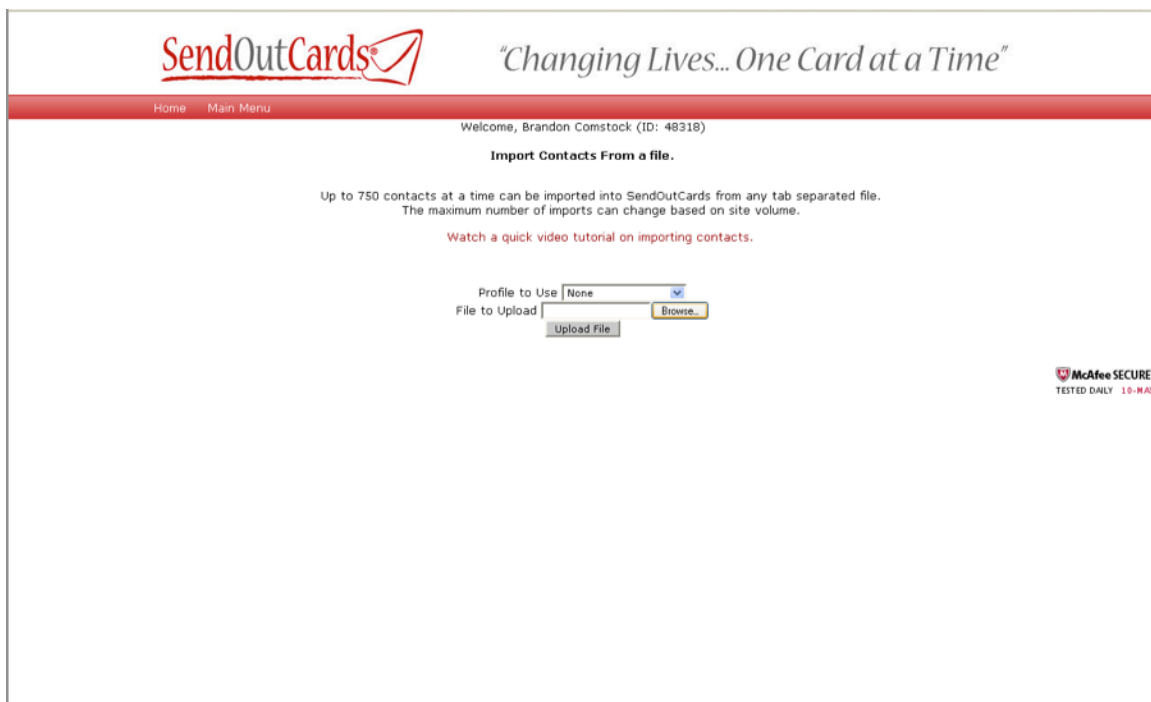 SendOutCards®
“Changing Lives... One Card at a Time”
Home Main Menu
Welcome, Brandon Comstock (ID: 48318)
Import Contacts From a file.
Up to 750 contacts at a time can be imported into SendOutCards from any tab separated file.
The maximum number of imports can change based on site volume.
Watch a quick video tutorial on importing contacts.
Profile to Use None
File to Upload Browse...
Upload File
McAfee SECURE
TESTED DAILY 10-MA